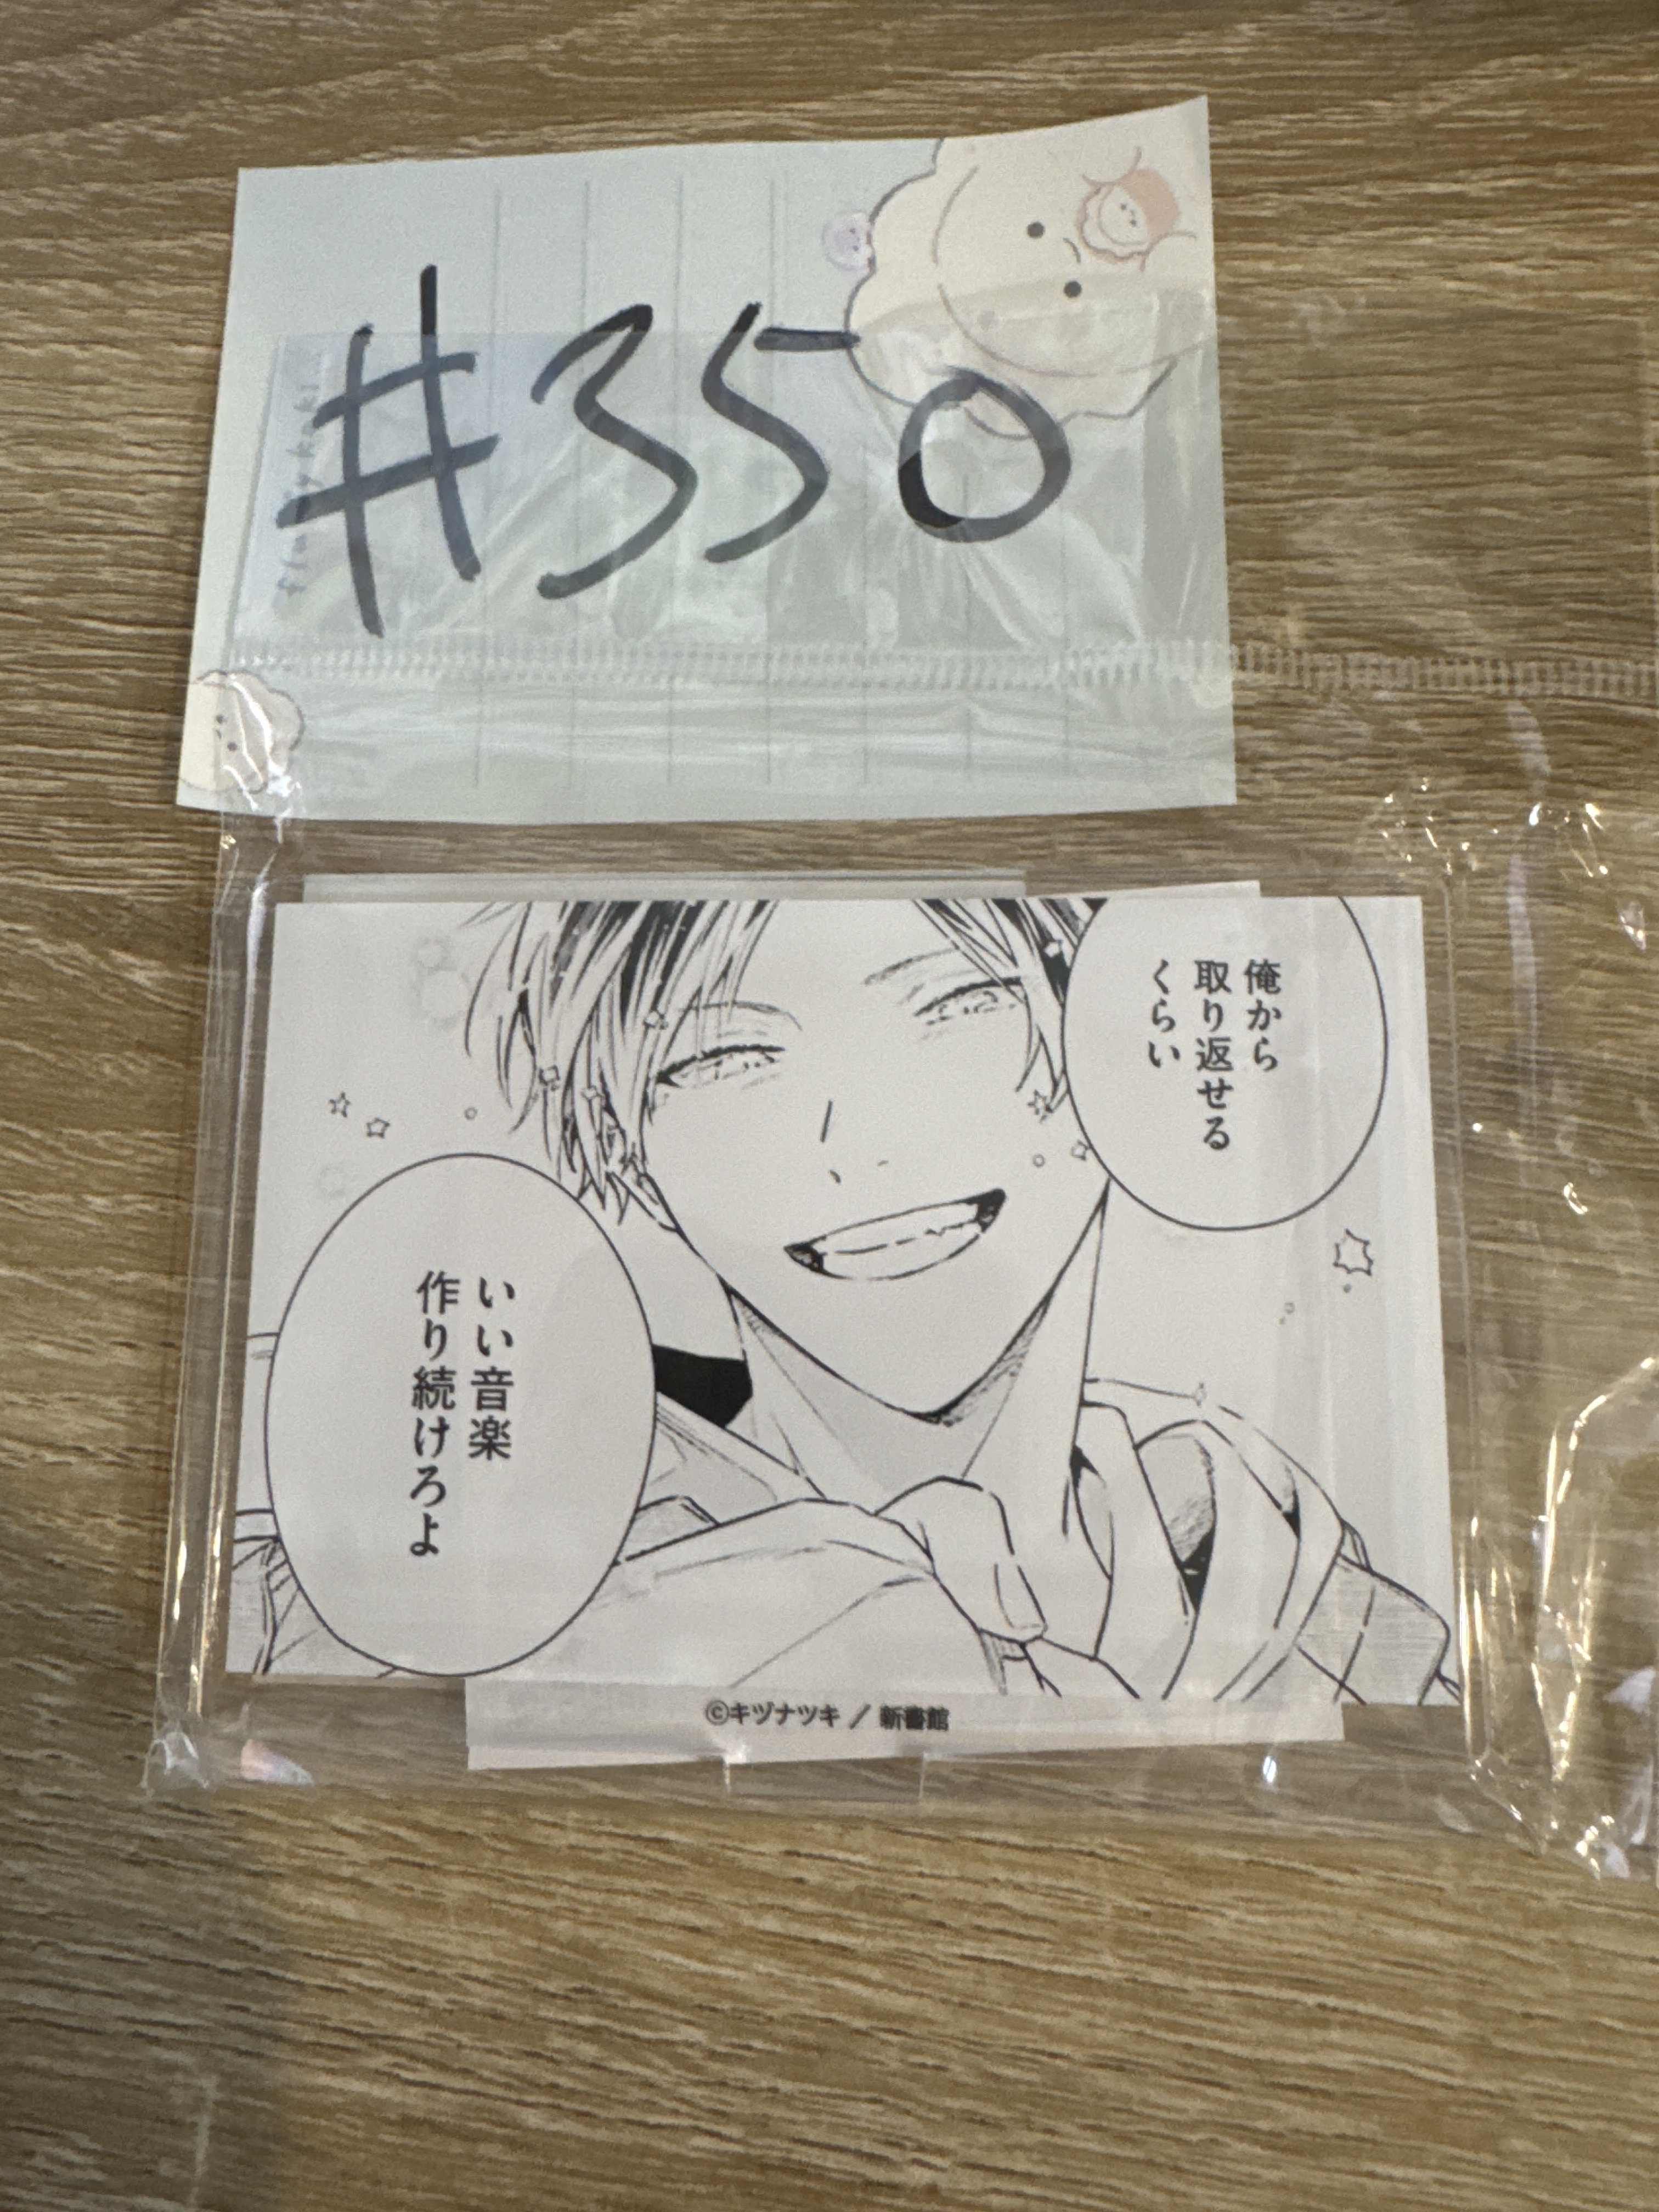 #350
俺から
取り返せる
くらい
いい音楽
作り続けろよ
©キヅナツキ / 新書館